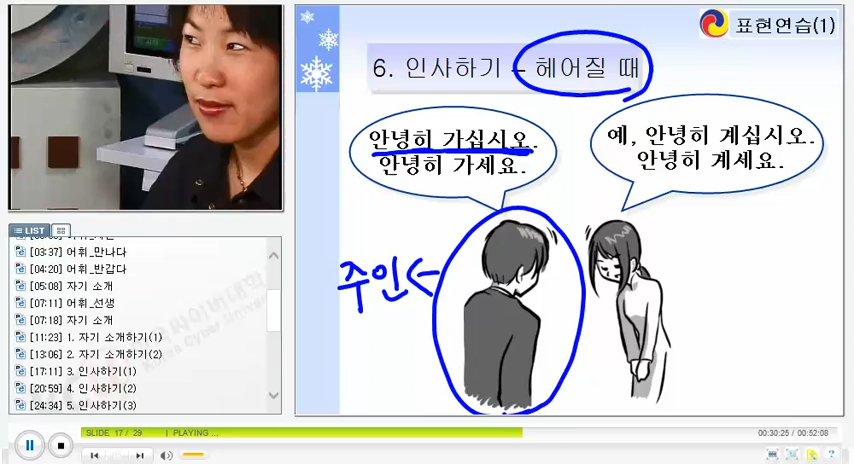 표현연습(1)
6. 인사하기 – 헤어질 때
안녕히 가십시오.
안녕히 가세요.
예, 안녕히 계십시오.
안녕히 계세요.
주인
LIST
[03:37] 어휘_만나다
[04:20] 어휘_반갑다
[05:08] 자기 소개
[07:11] 어휘_선생
[07:18] 자기 소개
[11:23] 1. 자기 소개하기(1)
[13:06] 2. 자기 소개하기(2)
[17:11] 3. 인사하기(1)
[20:59] 4. 인사하기(2)
[24:34] 5. 인사하기(3)
SLIDE 17 / 29 | PLAYING ...
00:30:25 / 00:52:08